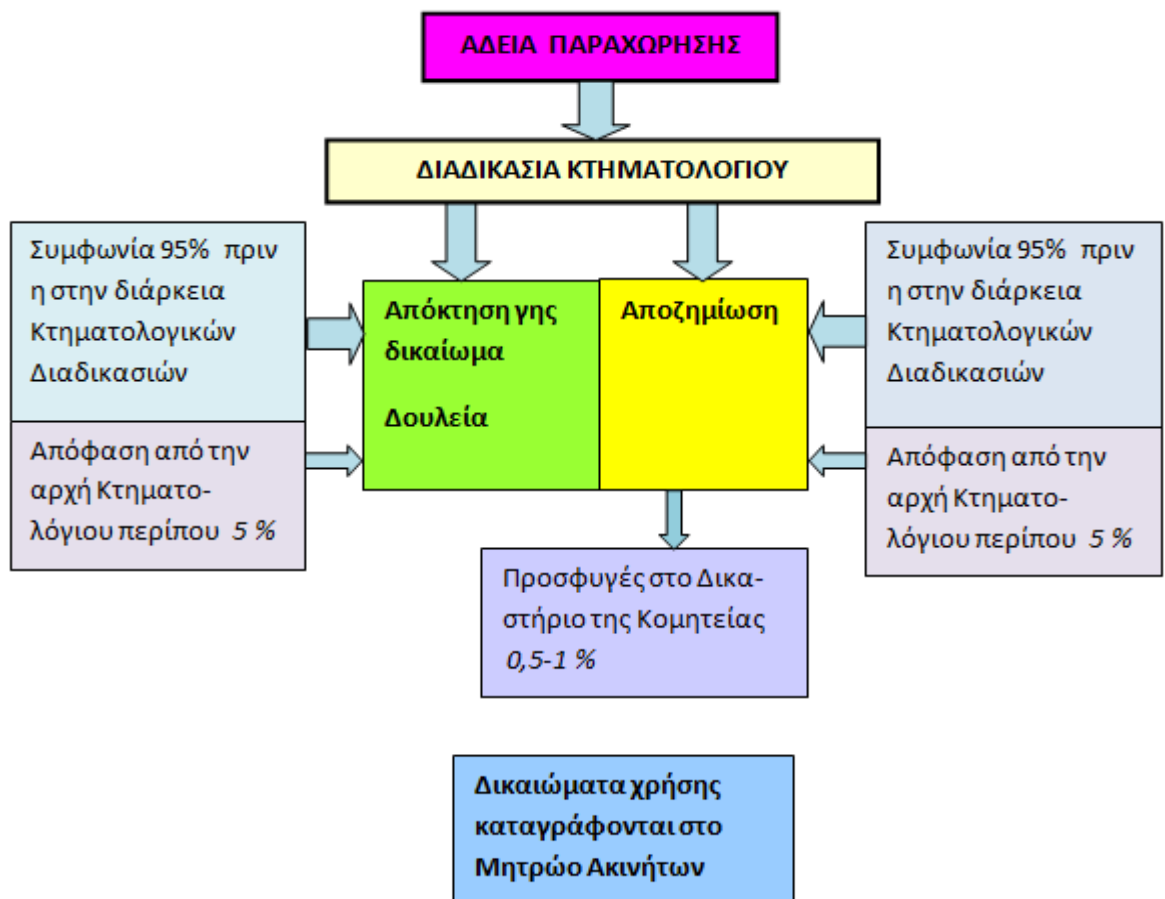 ΑΔΕΙΑ ΠΑΡΑΧΩΡΗΣΗΣ
ΔΙΑΔΙΚΑΣΙΑ ΚΤΗΜΑΤΟΛΟΓΙΟΥ
Συμφωνία 95% πριν
η στην διάρκεια
Κτηματολογικών
Διαδικασιών
Απόφαση από την
αρχή Κτηματο-
λόγιου περίπου 5 %
Απόκτηση γης
δικαίωμα
Δουλεία
Αποζημίωση
Συμφωνία 95% πριν
η στην διάρκεια
Κτηματολογικών
Διαδικασιών
Απόφαση από την
αρχή Κτηματο-
λόγιου περίπου 5 %
Προσφυγές στο Δικα-
στήριο της Κομητείας
0,5-1 %
Δικαιώματα χρήσης
καταγράφονται στο
Μητρώο Ακινήτων